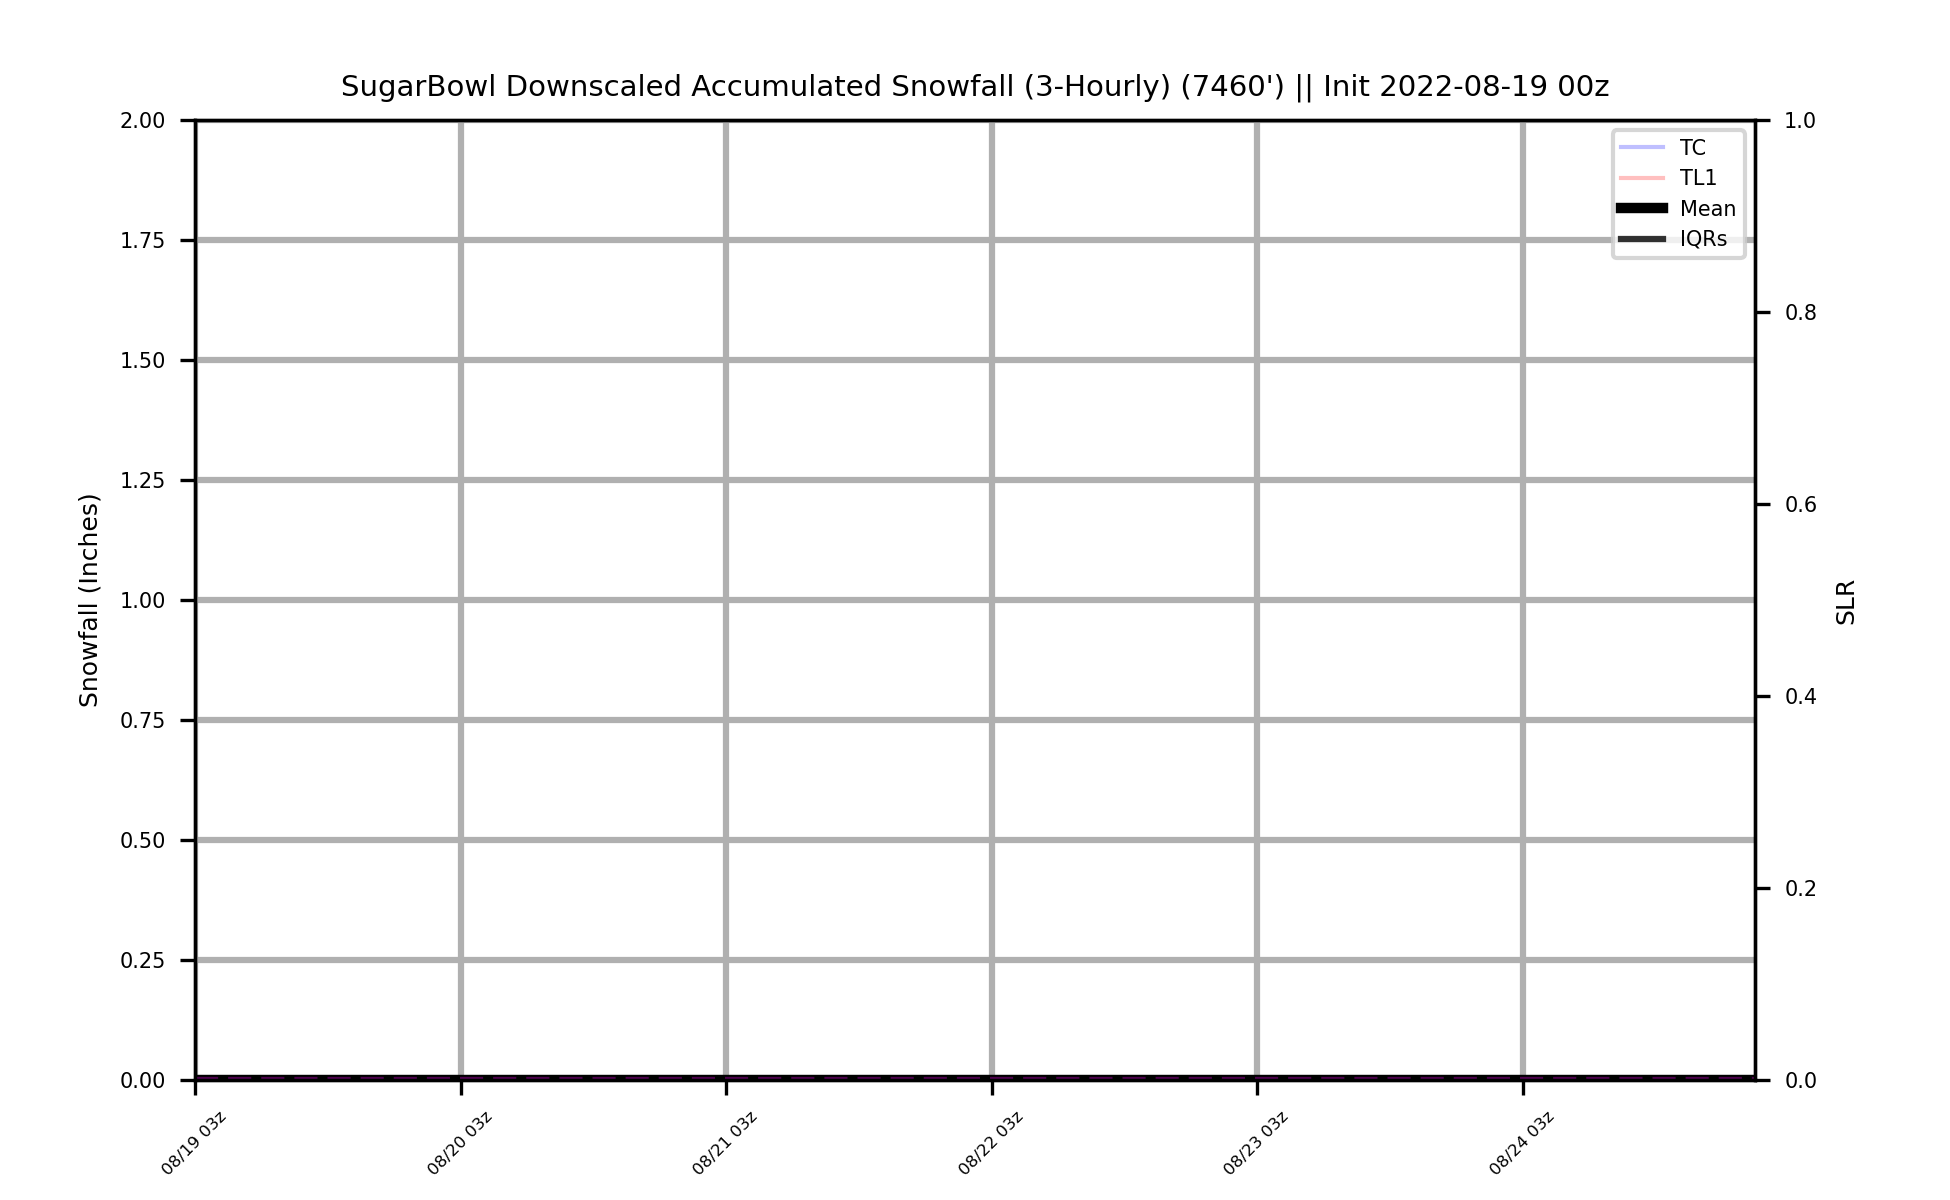 SugarBowl Downscaled Accumulated Snowfall (3-Hourly) (7460') || Init 2022-08-19 00z
TC
TL1
Mean
IQRs
Snowfall (Inches)
2.00
1.75
1.50
1.25
1.00
0.75
0.50
0.25
0.00
1.0
0.8
0.6
0.4
0.2
0.0
SLR
08/19 03z
08/20 03z
08/21 03z
08/22 03z
08/23 03z
08/24 03z